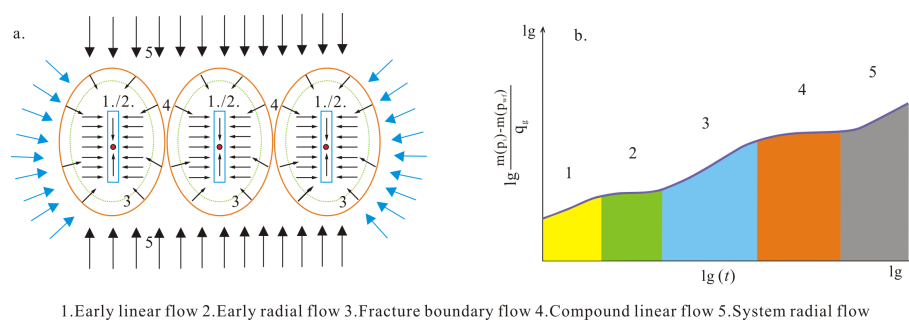 a.
5
1./2. 1./2. 1./2.
4 4
3 3
5
lg b.
lg m(pᵢ)-m(p_wf) / q_g
1 2 3 4 5
lg (t) lg
1.Early linear flow 2.Early radial flow 3.Fracture boundary flow 4.Compound linear flow 5.System radial flow